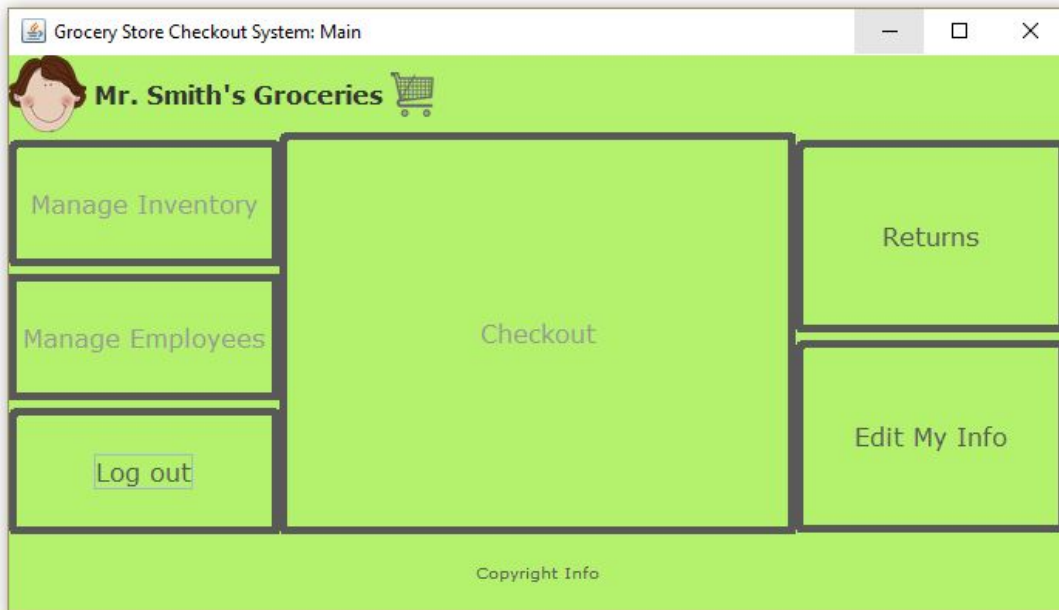 Grocery Store Checkout System: Main
Mr. Smith's Groceries
Manage Inventory
Manage Employees
Log out
Checkout
Returns
Edit My Info
Copyright Info